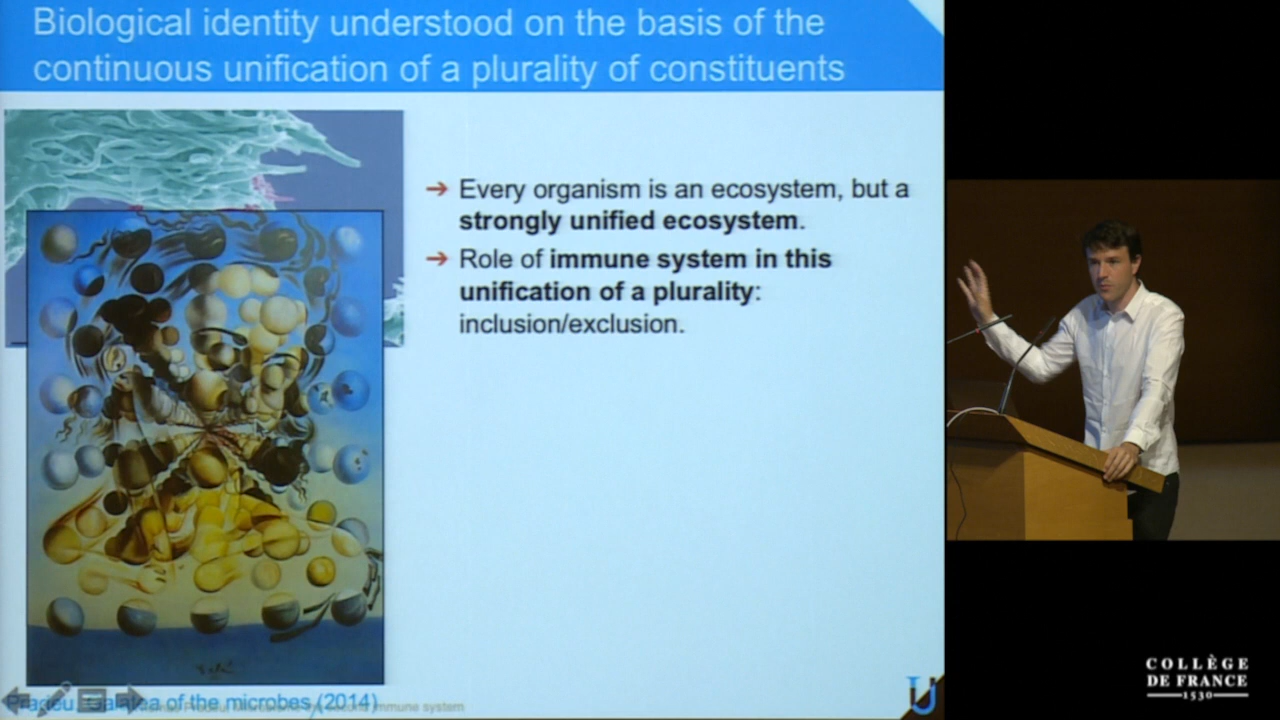 Biological identity understood on the basis of the
continuous unification of a plurality of constituents
➔ Every organism is an ecosystem, but a
strongly unified ecosystem.
➔ Role of immune system in this
unification of a plurality:
inclusion/exclusion.
of the microbes (2014)
immune system
COLLÈGE
DE FRANCE
1530